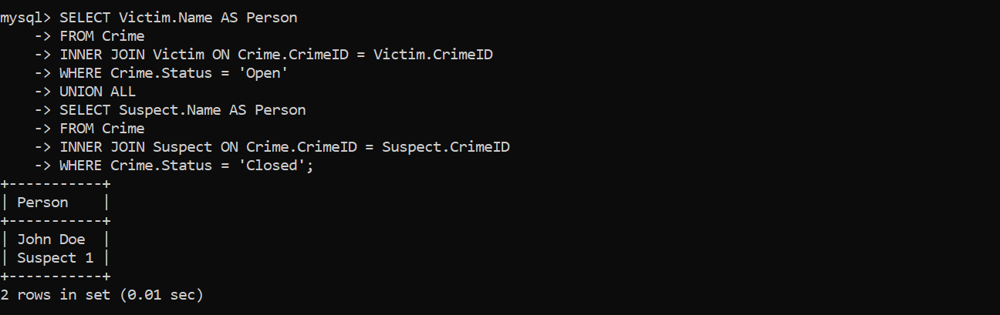 mysql> SELECT Victim.Name AS Person
    -> FROM Crime
    -> INNER JOIN Victim ON Crime.CrimeID = Victim.CrimeID
    -> WHERE Crime.Status = 'Open'
    -> UNION ALL
    -> SELECT Suspect.Name AS Person
    -> FROM Crime
    -> INNER JOIN Suspect ON Crime.CrimeID = Suspect.CrimeID
    -> WHERE Crime.Status = 'Closed';
+-----------+
| Person    |
+-----------+
| John Doe  |
| Suspect 1 |
+-----------+
2 rows in set (0.01 sec)